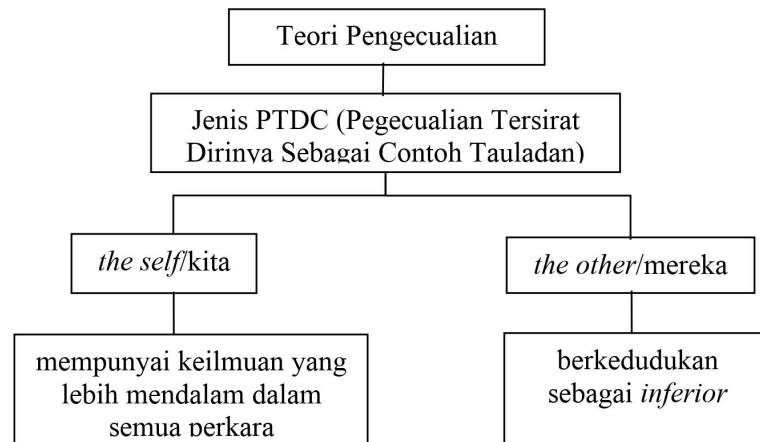 Teori Pengecualian
Jenis PTDC (Pegecualian Tersirat
Dirinya Sebagai Contoh Tauladan)
the self/kita
the other/mereka
mempunyai keilmuan yang
lebih mendalam dalam
semua perkara
berkedudukan
sebagai inferior